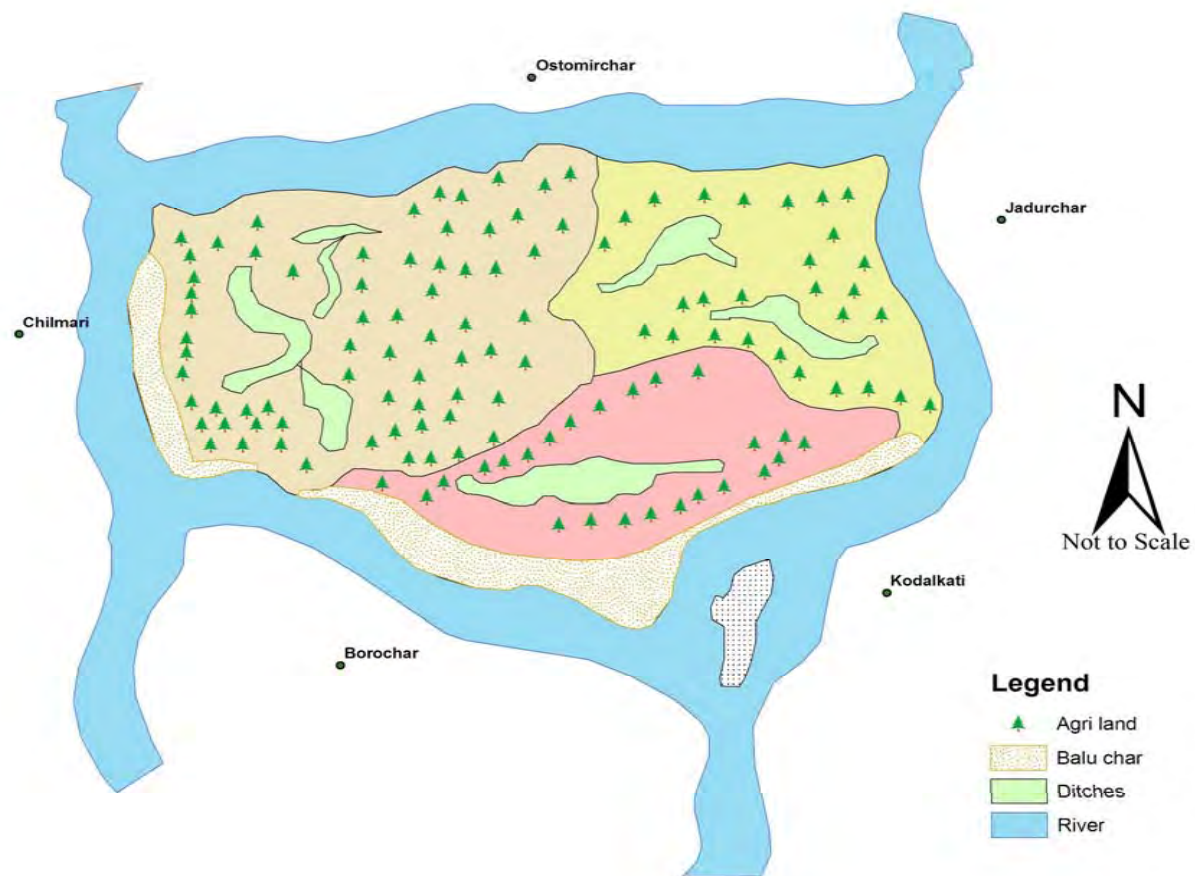 Ostomirchar
Jadurchar
Chilmari
N
Not to Scale
Kodalkati
Borochar
Legend
Agri land
Balu char
Ditches
River